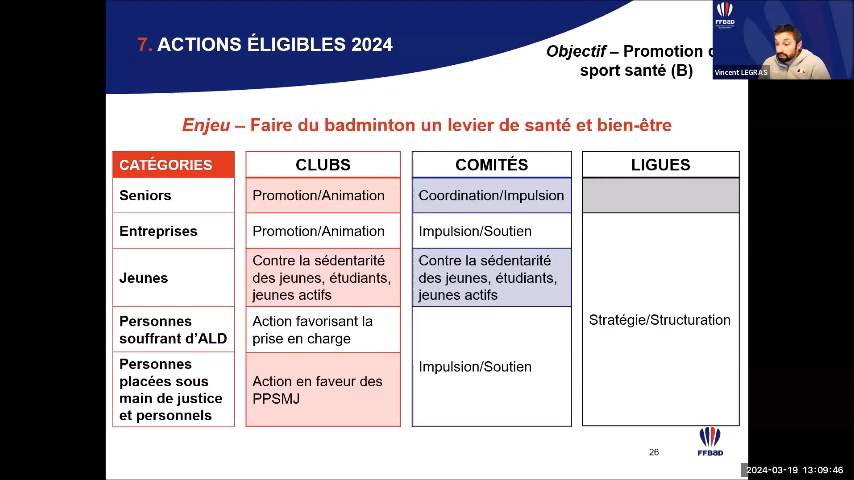 7. ACTIONS ÉLIGIBLES 2024
Objectif – Promotion
sport santé (B)
FFBaD
Vincent LEGRAS
Enjeu – Faire du badminton un levier de santé et bien-être
CATÉGORIES
CLUBS
COMITÉS
LIGUES
Seniors
Promotion/Animation
Coordination/Impulsion
Entreprises
Promotion/Animation
Impulsion/Soutien
Jeunes
Contre la sédentarité
des jeunes, étudiants,
jeunes actifs
Contre la sédentarité
des jeunes, étudiants,
jeunes actifs
Stratégie/Structuration
Personnes
souffrant d'ALD
Action favorisant la
prise en charge
Impulsion/Soutien
Personnes
placées sous
main de justice
et personnels
Action en faveur des
PPSMJ
26
FFBaD
2024-03-19 13:09:46